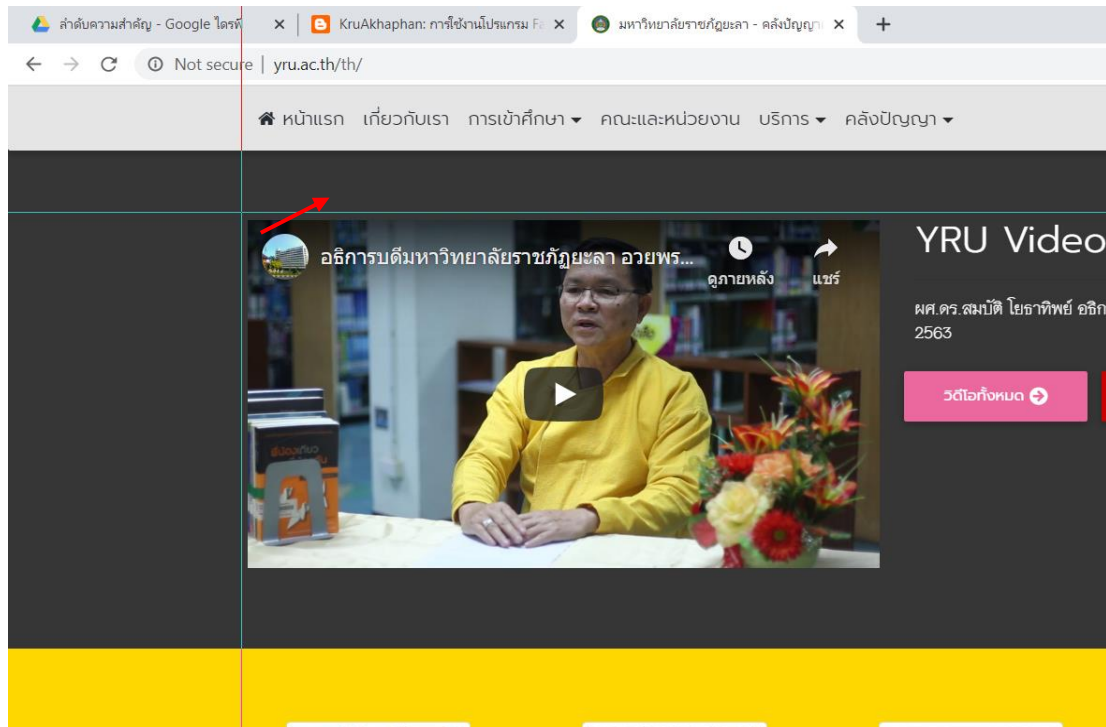 ลำดับความสำคัญ - Google ไดรฟ์
KruAkhaphan: การใช้งานโปรแกรม Fa
มหาวิทยาลัยราชภัฏยะลา - คลังปัญญา
Not secure | yru.ac.th/th/
หน้าแรก เกี่ยวกับเรา การเข้าศึกษา คณะและหน่วยงาน บริการ คลังปัญญา
อธิการบดีมหาวิทยาลัยราชภัฏยะลา อวยพร...
ดูภายหลัง
แชร์
YRU Video
ผศ.ดร.สมบัติ โยธาทิพย์ อธิก
2563
วิดีโอทั้งหมด